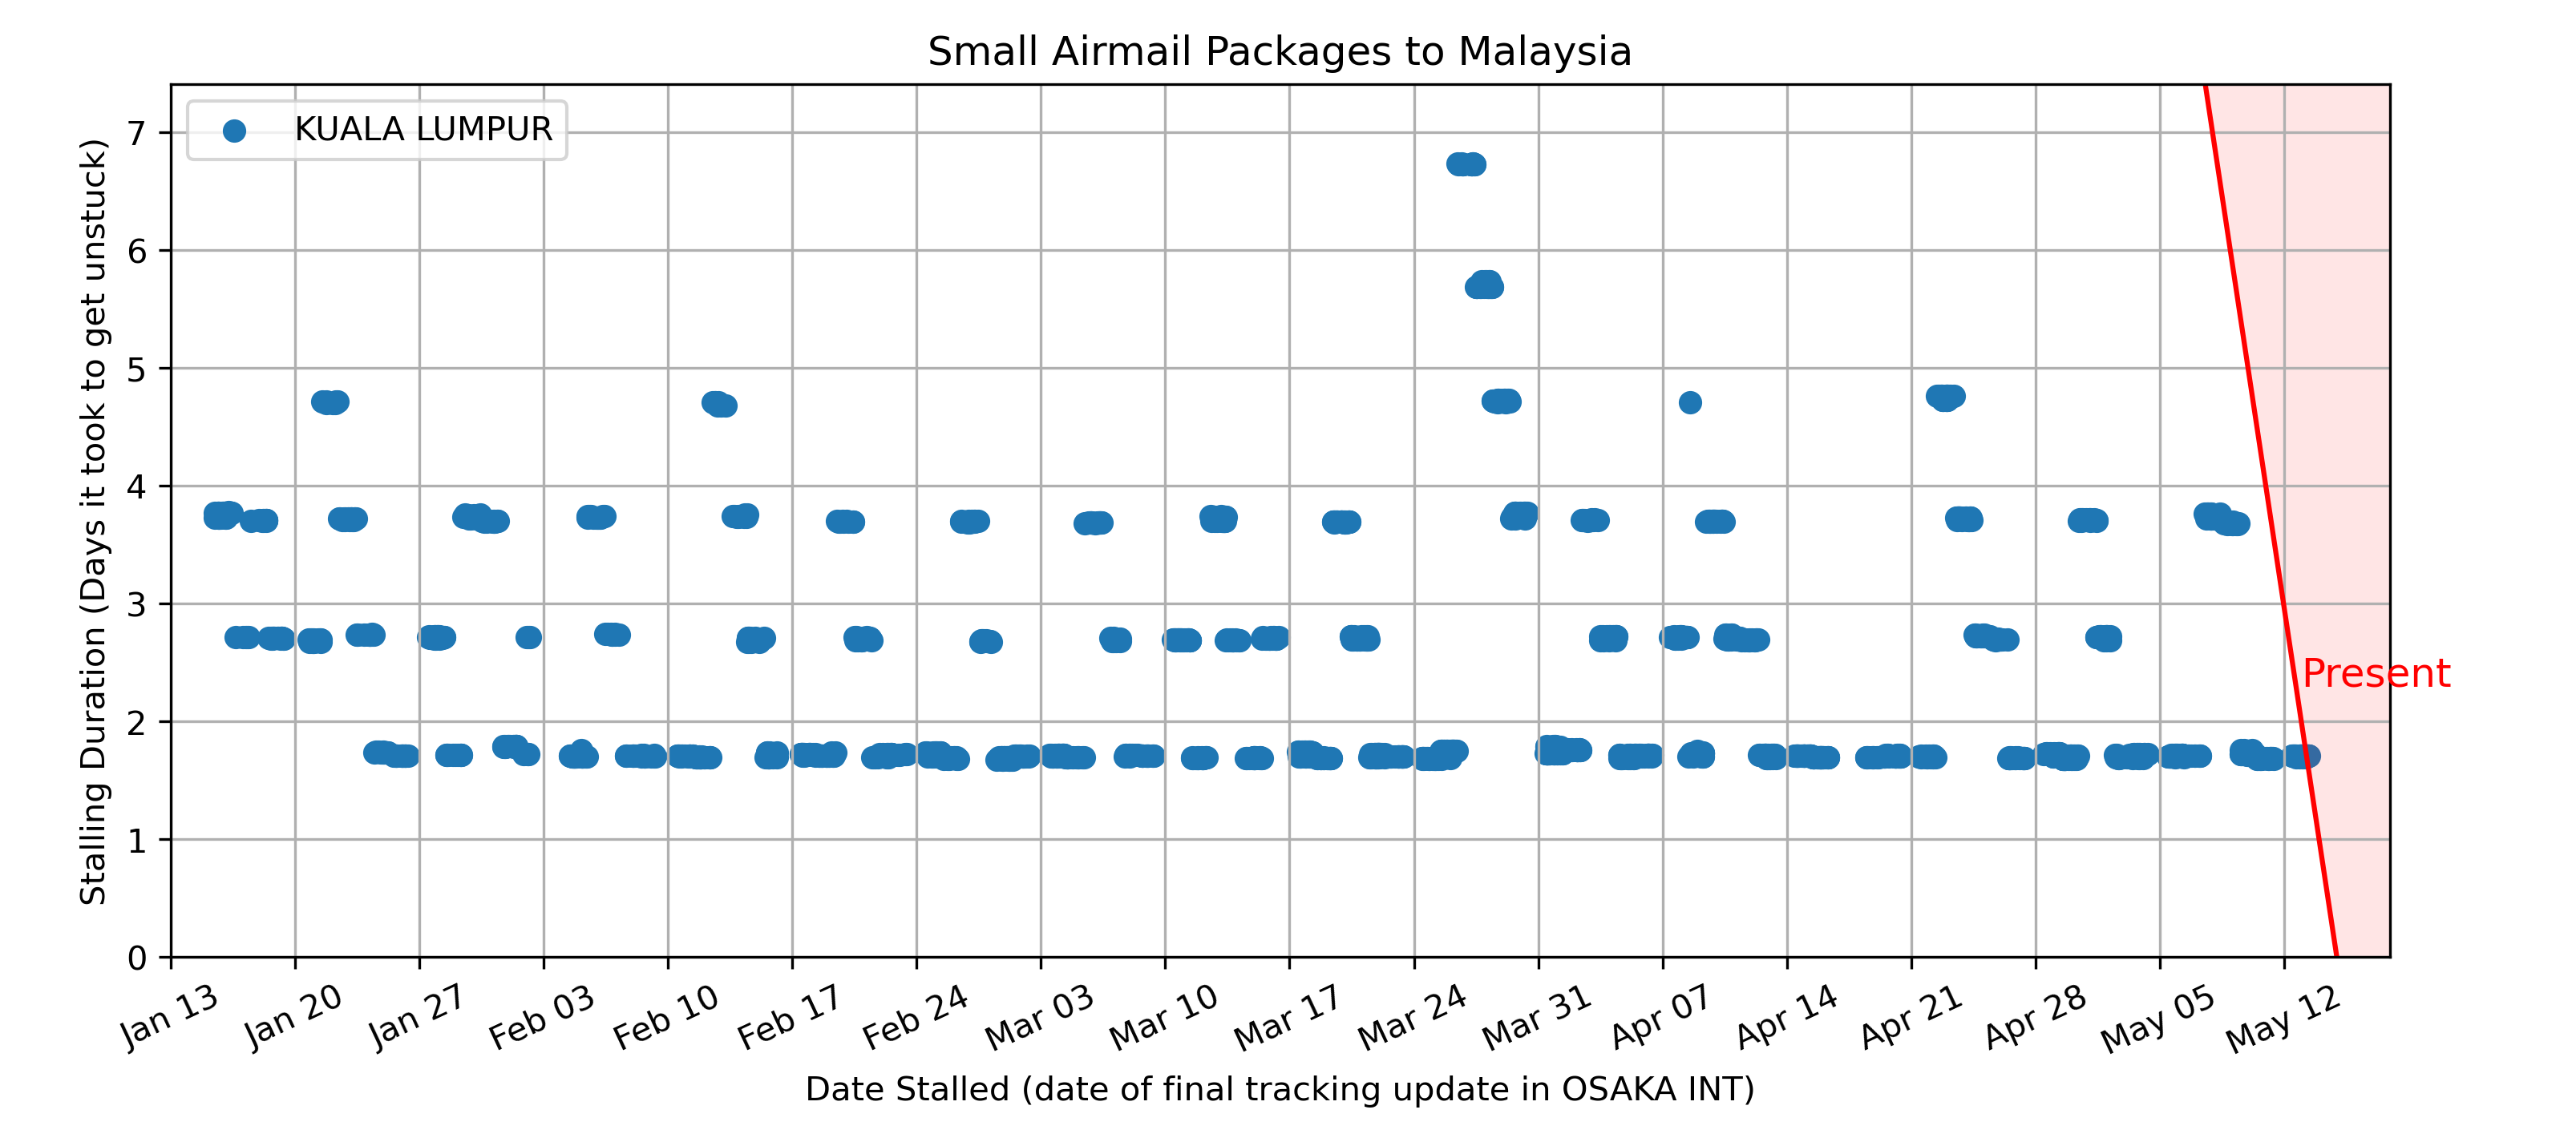 Small Airmail Packages to Malaysia
KUALA LUMPUR
Stalling Duration (Days it took to get unstuck)
7
6
5
4
3
2
1
0
Present
Jan 13
Jan 20
Jan 27
Feb 03
Feb 10
Feb 17
Feb 24
Mar 03
Mar 10
Mar 17
Mar 24
Mar 31
Apr 07
Apr 14
Apr 21
Apr 28
May 05
May 12
Date Stalled (date of final tracking update in OSAKA INT)